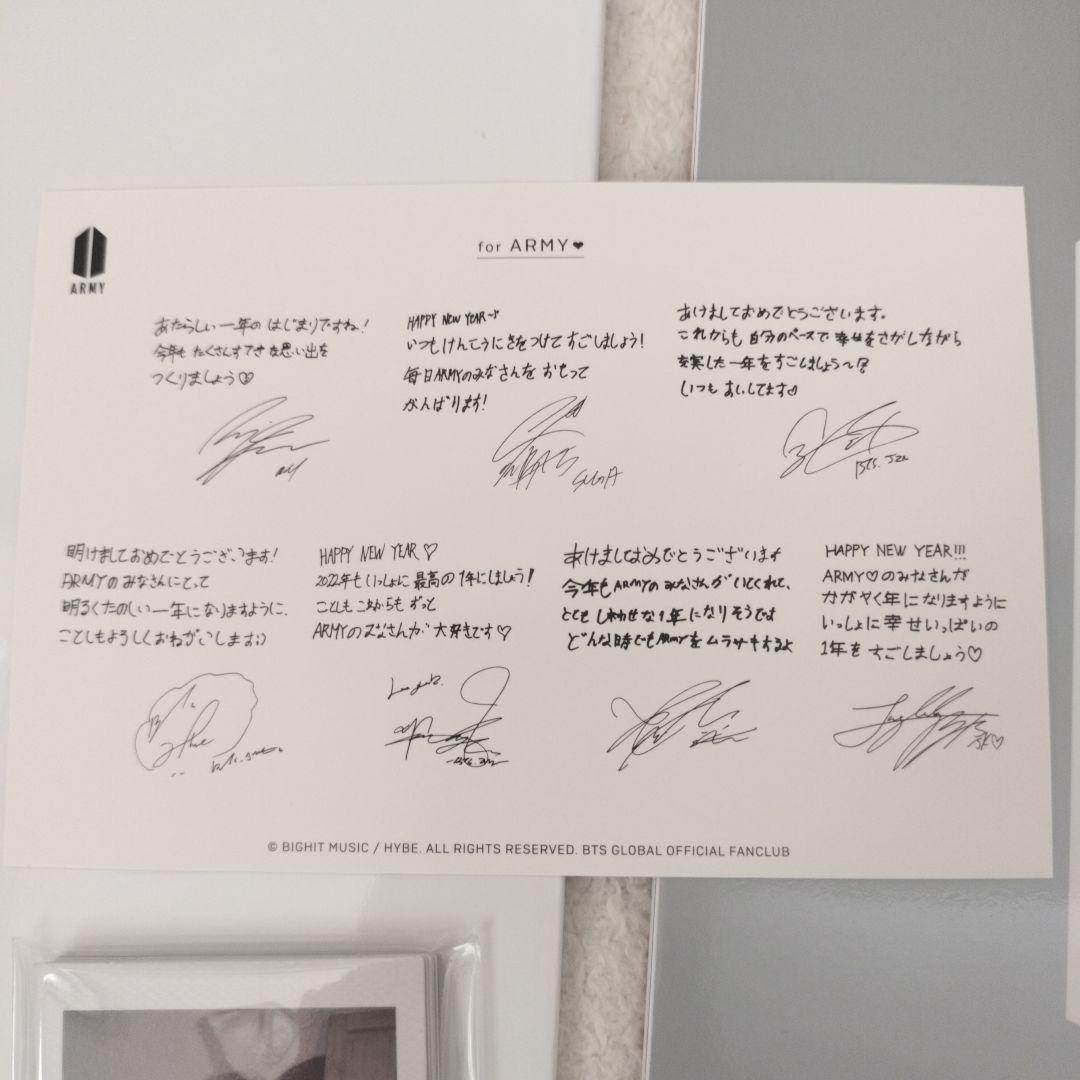 ARMY
for ARMY❤
あたらしい一年の はじまりですね!
今年も たくさんすてきな思い出を
つくりましょう♡
RM
HAPPY NEW YEAR~♪
いつもけんこうにきをつけて すごしましょう!
毎日ARMYのみなさんを おもって
がんばります!
SUGA
あけましておめでとうございます。
これからも 自分のペースで 幸せをさがしながら
充実した一年をすごしましょう~!?
いつも あいしてます♡
BTS.
明けましておめでとうございます!
ARMYのみなさんにとって
明るくたのしい一年になりますように、
ことしもよろしくおねがいします:)
HAPPY NEW YEAR ♡
2022年もいっしょに最高の1年にしましょう!
ことしも これからも ずっと
ARMYのみなさんが 大好きです♡
あけましておめでとうございます
今年もARMYのみなさんがいてくれて、
とても しあわせな1年になりそうです
どんな時でもARMYをムラサキするよ
HAPPY NEW YEAR!!!
ARMY♡のみなさんが
かがやく年になりますように
いっしょに幸せいっぱいの
1年をすごしましょう♡
JK♡
© BIGHIT MUSIC / HYBE. ALL RIGHTS RESERVED. BTS GLOBAL OFFICIAL FANCLUB